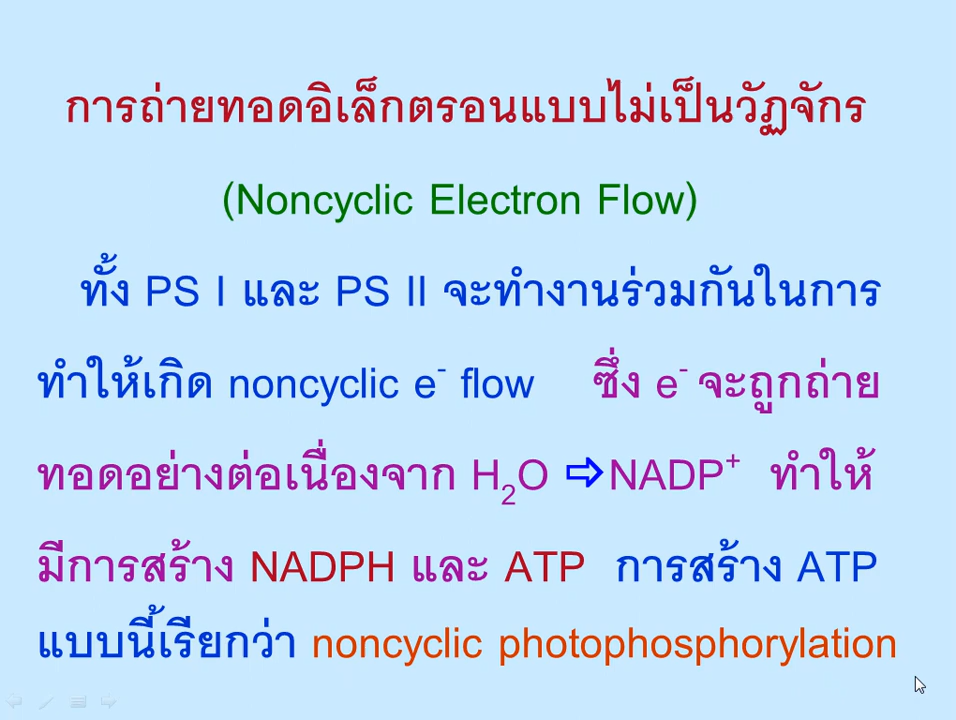 การถ่ายทอดอิเล็กตรอนแบบไม่เป็นวัฏจักร
(Noncyclic Electron Flow)
ทั้ง PS I และ PS II จะทำงานร่วมกันในการ
ทำให้เกิด noncyclic e⁻ flow ซึ่ง e⁻ จะถูกถ่าย
ทอดอย่างต่อเนื่องจาก H₂O ⇨ NADP⁺ ทำให้
มีการสร้าง NADPH และ ATP การสร้าง ATP
แบบนี้เรียกว่า noncyclic photophosphorylation